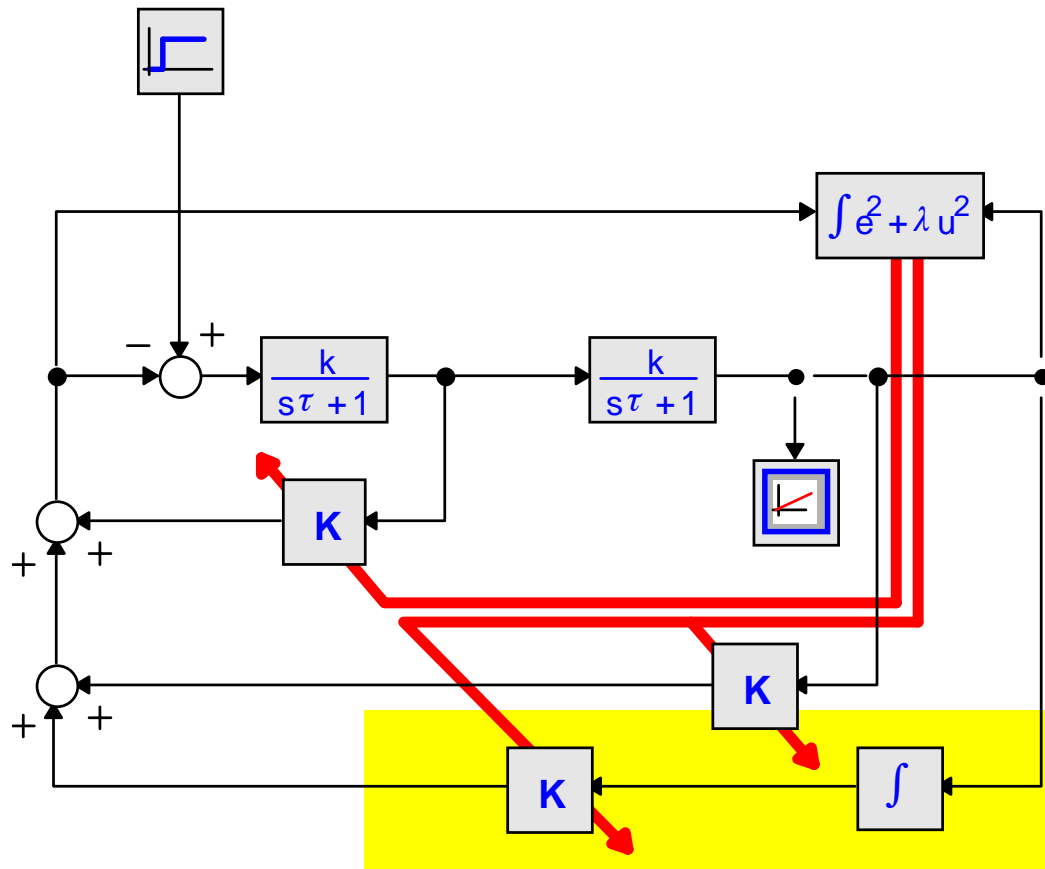 ∫ e² + λ u²
− +
k k
sτ + 1 sτ + 1
K
+ +
K
+ +
K ∫